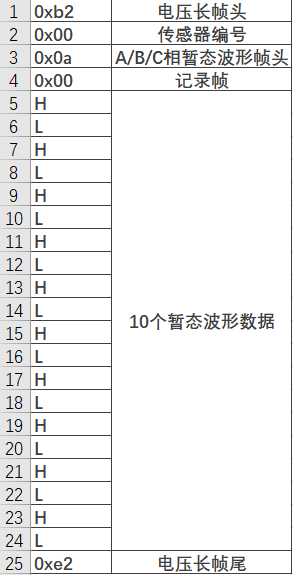 1 0xb2 电压长帧头
2 0x00 传感器编号
3 0x0a A/B/C相暂态波形帧头
4 0x00 记录帧
5 H
6 L
7 H
8 L
9 H
10 L
11 H
12 L
13 H
14 L 10个暂态波形数据
15 H
16 L
17 H
18 L
19 H
20 L
21 H
22 L
23 H
24 L
25 0xe2 电压长帧尾